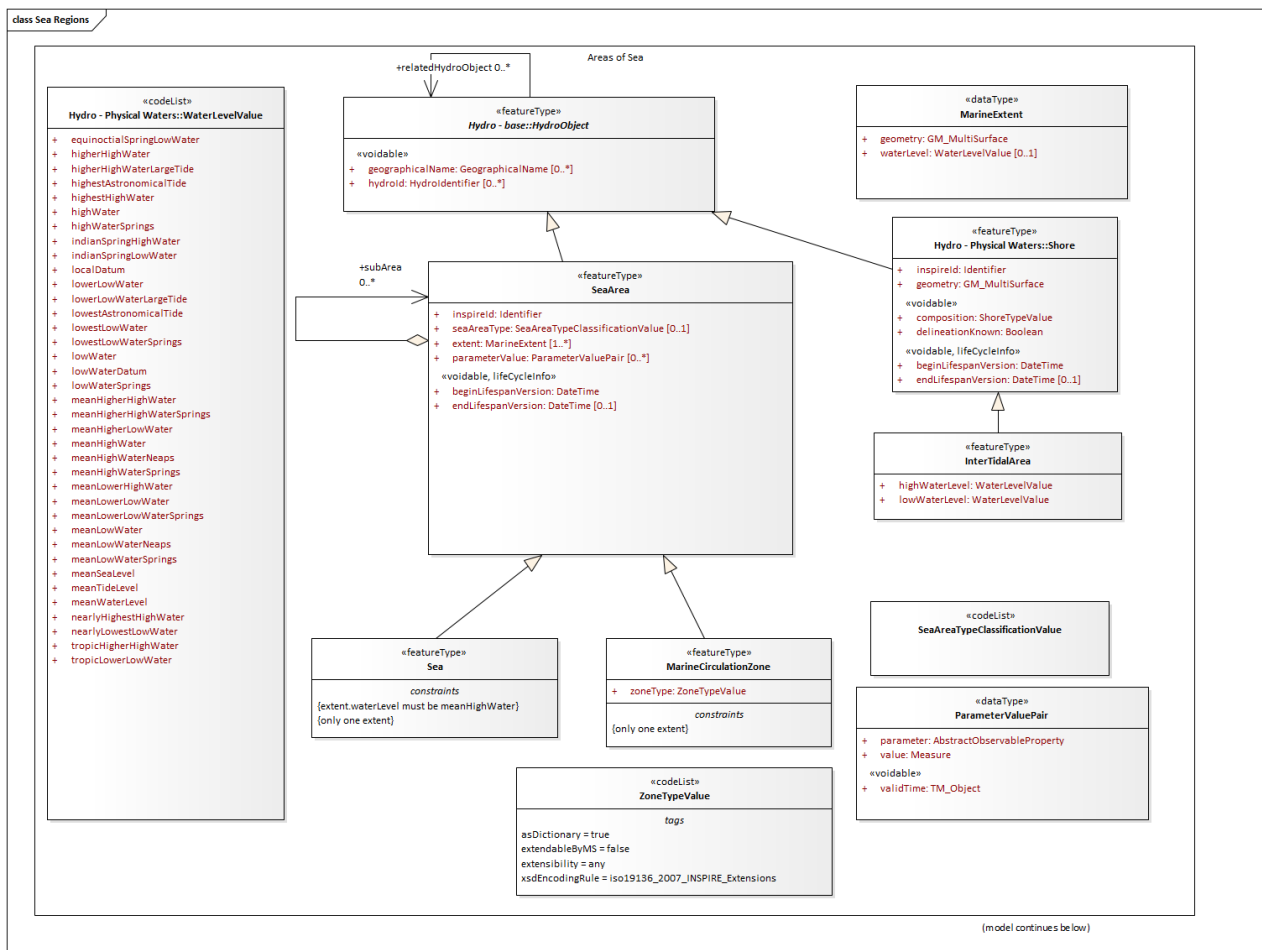 class Sea Regions
Areas of Sea
«codeList»
Hydro - Physical Waters::WaterLevelValue
+ equinoctialSpringLowWater
+ higherHighWater
+ higherHighWaterLargeTide
+ highestAstronomicalTide
+ highestHighWater
+ highWater
+ highWaterSprings
+ indianSpringHighWater
+ indianSpringLowWater
+ localDatum
+ lowerLowWater
+ lowerLowWaterLargeTide
+ lowestAstronomicalTide
+ lowestLowWater
+ lowestLowWaterSprings
+ lowWater
+ lowWaterDatum
+ lowWaterSprings
+ meanHigherHighWater
+ meanHigherHighWaterSprings
+ meanHigherLowWater
+ meanHighWater
+ meanHighWaterNeaps
+ meanHighWaterSprings
+ meanLowerHighWater
+ meanLowerLowWater
+ meanLowerLowWaterSprings
+ meanLowWater
+ meanLowWaterNeaps
+ meanLowWaterSprings
+ meanSeaLevel
+ meanTideLevel
+ meanWaterLevel
+ nearlyHighestHighWater
+ nearlyLowestLowWater
+ tropicHigherHighWater
+ tropicLowerLowWater
+relatedHydroObject 0..*
«featureType»
Hydro - base::HydroObject
«voidable»
+ geographicalName: GeographicalName [0..*]
+ hydroId: HydroIdentifier [0..*]
«dataType»
MarineExtent
+ geometry: GM_MultiSurface
+ waterLevel: WaterLevelValue [0..1]
«featureType»
Hydro - Physical Waters::Shore
+ inspireId: Identifier
+ geometry: GM_MultiSurface
«voidable»
+ composition: ShoreTypeValue
+ delineationKnown: Boolean
«voidable, lifeCycleInfo»
+ beginLifespanVersion: DateTime
+ endLifespanVersion: DateTime [0..1]
+subArea
0..*
«featureType»
SeaArea
+ inspireId: Identifier
+ seaAreaType: SeaAreaTypeClassificationValue [0..1]
+ extent: MarineExtent [1..*]
+ parameterValue: ParameterValuePair [0..*]
«voidable, lifeCycleInfo»
+ beginLifespanVersion: DateTime
+ endLifespanVersion: DateTime [0..1]
«featureType»
InterTidalArea
+ highWaterLevel: WaterLevelValue
+ lowWaterLevel: WaterLevelValue
«featureType»
Sea
constraints
{extent.waterLevel must be meanHighWater}
{only one extent}
«featureType»
MarineCirculationZone
+ zoneType: ZoneTypeValue
constraints
{only one extent}
«codeList»
SeaAreaTypeClassificationValue
«dataType»
ParameterValuePair
+ parameter: AbstractObservableProperty
+ value: Measure
«voidable»
+ validTime: TM_Object
«codeList»
ZoneTypeValue
tags
asDictionary = true
extendableByMS = false
extensibility = any
xsdEncodingRule = iso19136_2007_INSPIRE_Extensions
(model continues below)